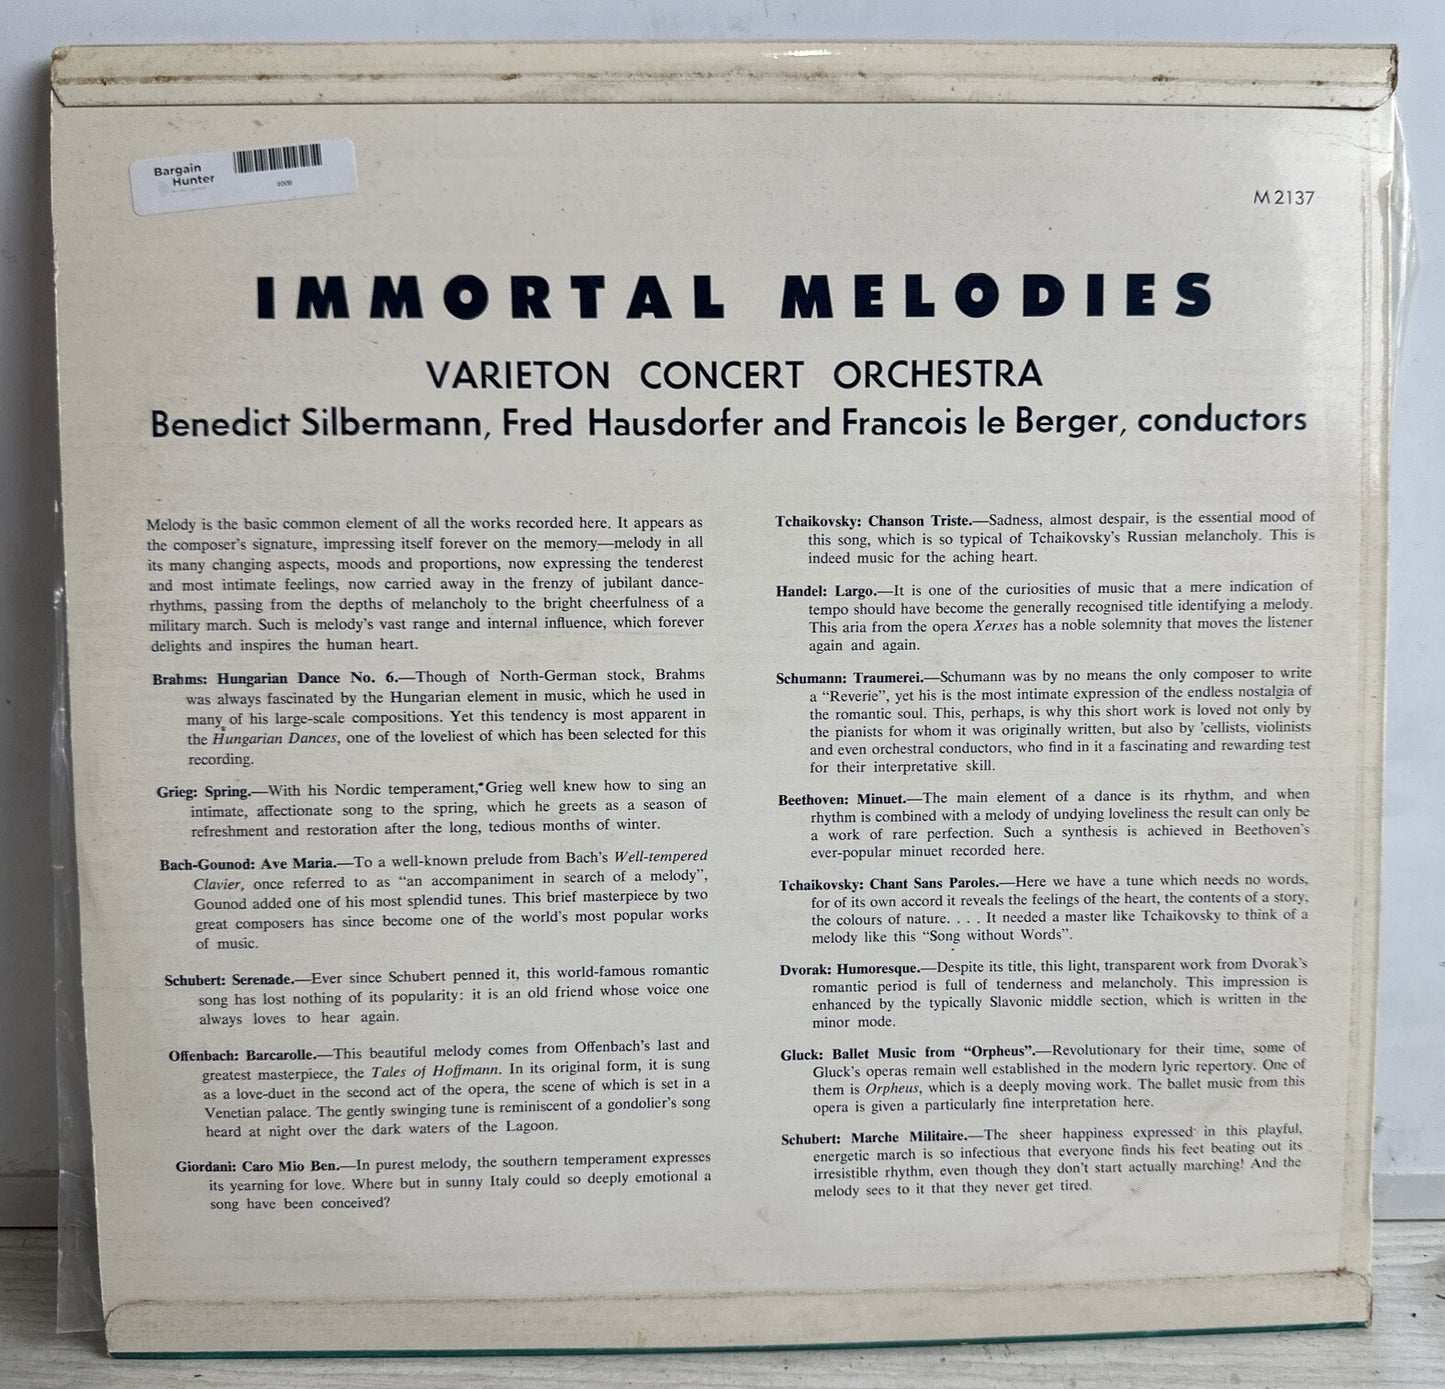 Bargain
Hunter
M 2137
IMMORTAL MELODIES
VARIETON CONCERT ORCHESTRA
Benedict Silbermann, Fred Hausdorfer and Francois le Berger, conductors
Melody is the basic common element of all the works recorded here. It appears as
the composer's signature, impressing itself forever on the memory—melody in all
its many changing aspects, moods and proportions, now expressing the tenderest
and most intimate feelings, now carried away in the frenzy of jubilant dance-
rhythms, passing from the depths of melancholy to the bright cheerfulness of a
military march. Such is melody's vast range and internal influence, which forever
delights and inspires the human heart.
Brahms: Hungarian Dance No. 6.—Though of North-German stock, Brahms
was always fascinated by the Hungarian element in music, which he used in
many of his large-scale compositions. Yet this tendency is most apparent in
the Hungarian Dances, one of the loveliest of which has been selected for this
recording.
Grieg: Spring.—With his Nordic temperament, Grieg well knew how to sing an
intimate, affectionate song to the spring, which he greets as a season of
refreshment and restoration after the long, tedious months of winter.
Bach-Gounod: Ave Maria.—To a well-known prelude from Bach's Well-tempered
Clavier, once referred to as “an accompaniment in search of a melody”,
Gounod added one of his most splendid tunes. This brief masterpiece by two
great composers has since become one of the world's most popular works
of music.
Schubert: Serenade.—Ever since Schubert penned it, this world-famous romantic
song has lost nothing of its popularity: it is an old friend whose voice one
always loves to hear again.
Offenbach: Barcarolle.—This beautiful melody comes from Offenbach's last and
greatest masterpiece, the Tales of Hoffmann. In its original form, it is sung
as a love-duet in the second act of the opera, the scene of which is set in a
Venetian palace. The gently swinging tune is reminiscent of a gondolier's song
heard at night over the dark waters of the Lagoon.
Giordani: Caro Mio Ben.—In purest melody, the southern temperament expresses
its yearning for love. Where but in sunny Italy could so deeply emotional a
song have been conceived?
Tchaikovsky: Chanson Triste.—Sadness, almost despair, is the essential mood of
this song, which is so typical of Tchaikovsky's Russian melancholy. This is
indeed music for the aching heart.
Handel: Largo.—It is one of the curiosities of music that a mere indication of
tempo should have become the generally recognised title identifying a melody.
This aria from the opera Xerxes has a noble solemnity that moves the listener
again and again.
Schumann: Traumerei.—Schumann was by no means the only composer to write
a “Reverie”, yet his is the most intimate expression of the endless nostalgia of
the romantic soul. This, perhaps, is why this short work is loved not only by
the pianists for whom it was originally written, but also by 'cellists, violinists
and even orchestral conductors, who find in it a fascinating and rewarding test
for their interpretative skill.
Beethoven: Minuet.—The main element of a dance is its rhythm, and when
rhythm is combined with a melody of undying loveliness the result can only be
a work of rare perfection. Such a synthesis is achieved in Beethoven's
ever-popular minuet recorded here.
Tchaikovsky: Chant Sans Paroles.—Here we have a tune which needs no words,
for of its own accord it reveals the feelings of the heart, the contents of a story,
the colours of nature. . . . It needed a master like Tchaikovsky to think of a
melody like this “Song without Words”.
Dvorak: Humoresque.—Despite its title, this light, transparent work from Dvorak's
romantic period is full of tenderness and melancholy. This impression is
enhanced by the typically Slavonic middle section, which is written in the
minor mode.
Gluck: Ballet Music from “Orpheus”.—Revolutionary for their time, some of
Gluck's operas remain well established in the modern lyric repertory. One of
them is Orpheus, which is a deeply moving work. The ballet music from this
opera is given a particularly fine interpretation here.
Schubert: Marche Militaire.—The sheer happiness expressed in this playful,
energetic march is so infectious that everyone finds his feet beating out its
irresistible rhythm, even though they don't start actually marching! And the
melody sees to it that they never get tired.